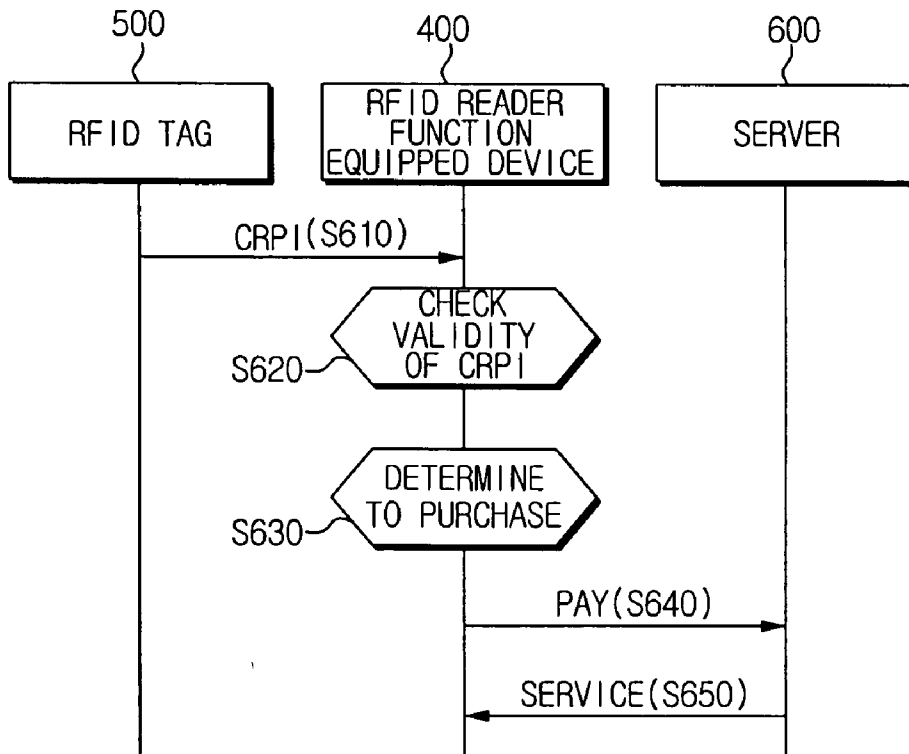 500
400
600
RFID TAG
RFID READER
FUNCTION
EQUIPPED DEVICE
SERVER
CRPI(S610)
CHECK
VALIDITY
OF CRPI
S620
DETERMINE
TO PURCHASE
S630
PAY(S640)
SERVICE(S650)